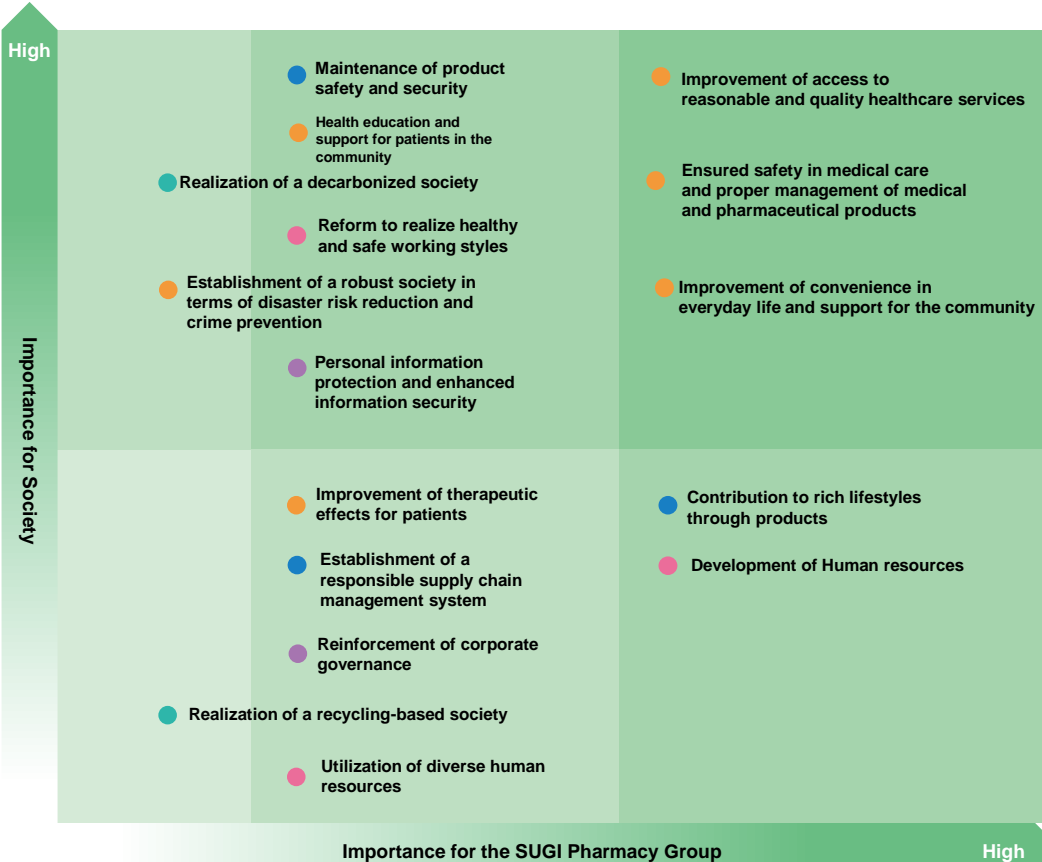 High
Maintenance of product
safety and security
Health education and
support for patients in the
community
Realization of a decarbonized society
Reform to realize healthy
and safe working styles
Establishment of a robust society in
terms of disaster risk reduction and
crime prevention
Personal information
protection and enhanced
information security
Improvement of access to
reasonable and quality healthcare services
Ensured safety in medical care
and proper management of medical
and pharmaceutical products
Improvement of convenience in
everyday life and support for the community
Importance for Society
Improvement of therapeutic
effects for patients
Establishment of a
responsible supply chain
management system
Reinforcement of corporate
governance
Realization of a recycling-based society
Utilization of diverse human
resources
Contribution to rich lifestyles
through products
Development of Human resources
Importance for the SUGI Pharmacy Group
High